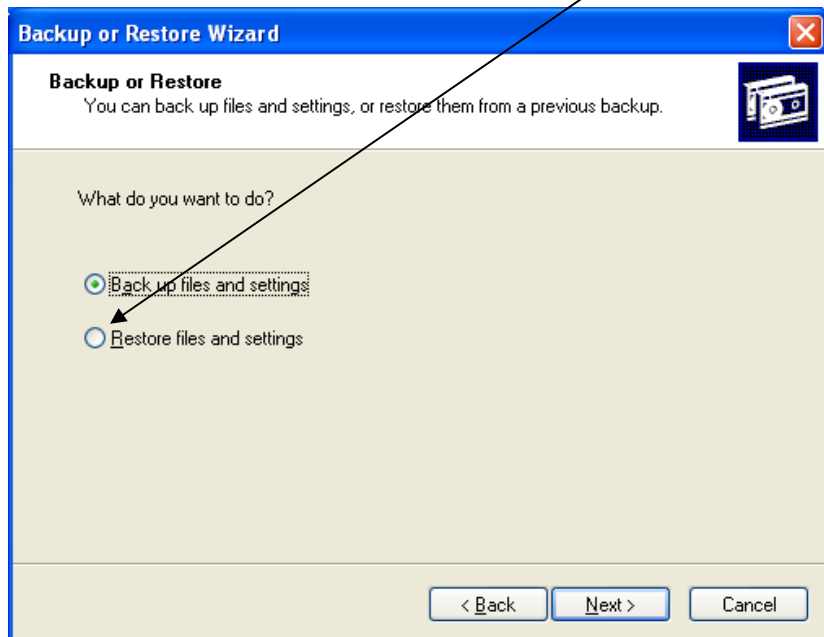 Backup or Restore Wizard
Backup or Restore
You can back up files and settings, or restore them from a previous backup.
What do you want to do?
Back up files and settings
Restore files and settings
< Back Next > Cancel